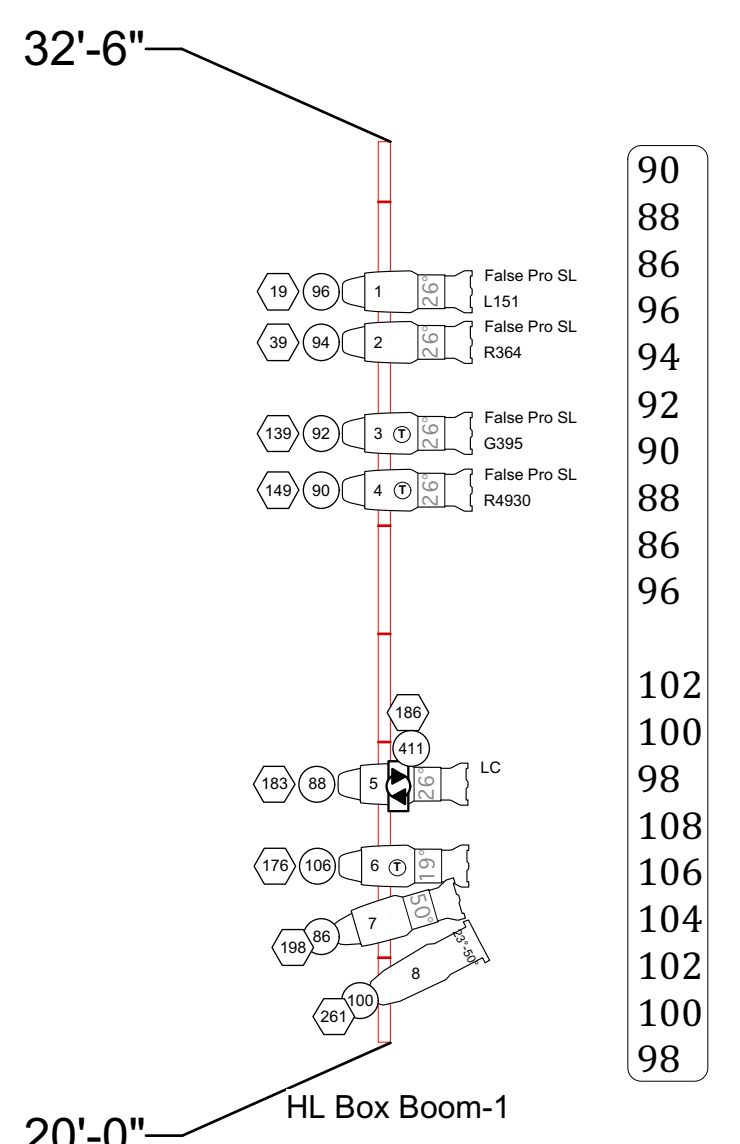 32'-6"
19 96 1 26° False Pro SL
L151
39 94 2 26° False Pro SL
R364
139 92 3 T 26° False Pro SL
G395
149 90 4 T 26° False Pro SL
R4930
186
411
183 88 5 26° LC
176 106 6 T 19°
198 86 7 50°
261 100 8 23°-50°
HL Box Boom-1
20'-0"
90
88
86
96
94
92
90
88
86
96
102
100
98
108
106
104
102
100
98